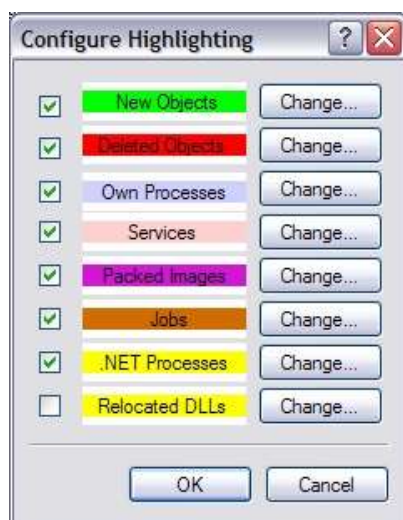 Configure Highlighting
New Objects Change...
Deleted Objects Change...
Own Processes Change...
Services Change...
Packed Images Change...
Jobs Change...
.NET Processes Change...
Relocated DLLs Change...
OK Cancel